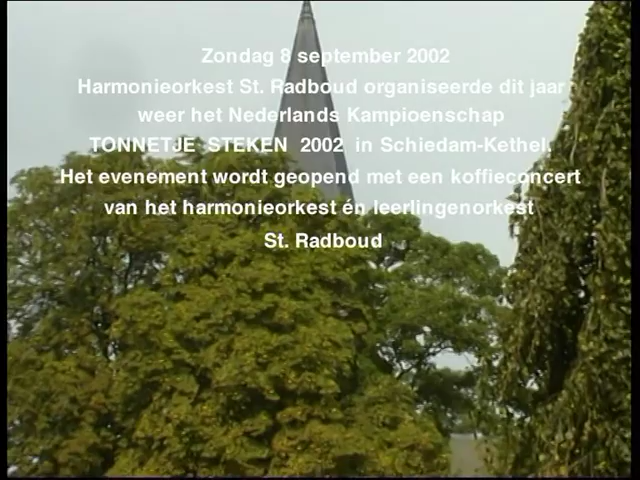 Zondag 8 september 2002
Harmonieorkest St. Radboud organiseerde dit jaar
weer het Nederlands Kampioenschap
TONNETJE STEKEN 2002 in Schiedam-Kethel.
Het evenement wordt geopend met een koffieconcert
van het harmonieorkest én leerlingenorkest
St. Radboud